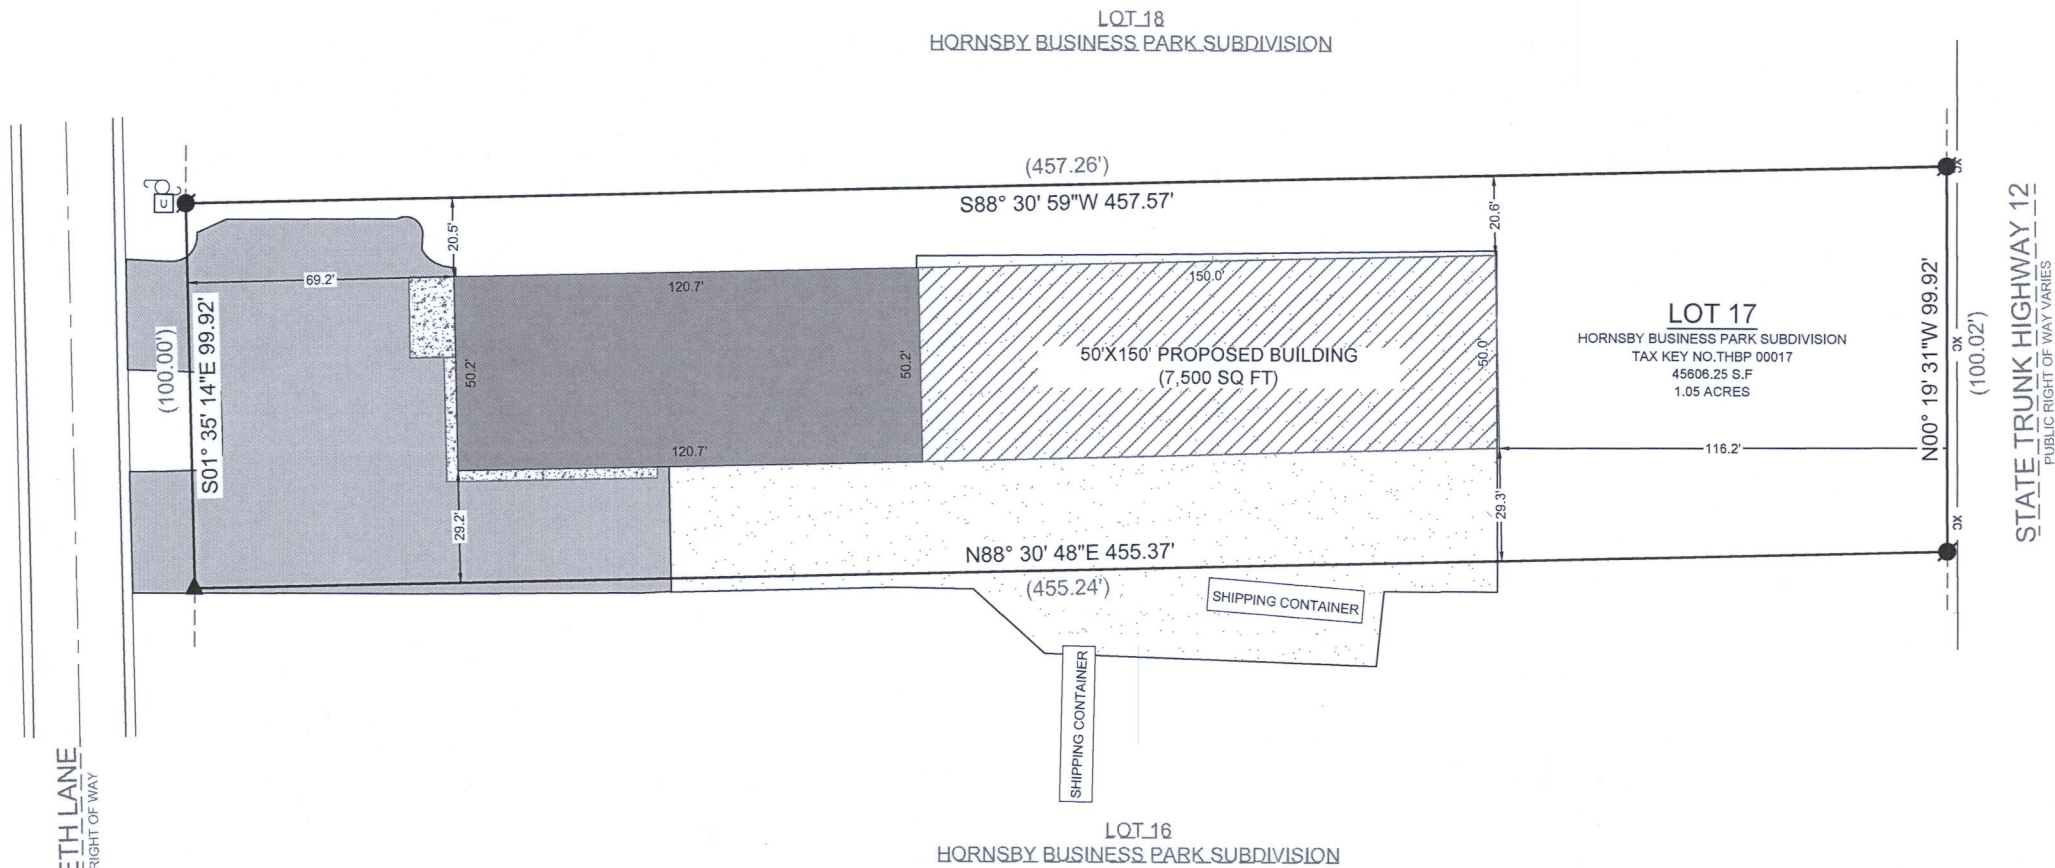 LOT 18
HORNSBY BUSINESS PARK SUBDIVISION
(457.26')
S88° 30' 59"W 457.57'
U
20.5'
20.6'
69.2'
120.7'
150.0'
S01° 35' 14"E 99.92'
(100.00')
50.2'
50.2'
50'X150' PROPOSED BUILDING
(7,500 SQ FT)
50.0'
LOT 17
HORNSBY BUSINESS PARK SUBDIVISION
TAX KEY NO.THBP 00017
45606.25 S.F
1.05 ACRES
N00° 19' 31"W 99.92'
(100.02')
XC
XC
XC
STATE TRUNK HIGHWAY 12
PUBLIC RIGHT OF WAY VARIES
120.7'
116.2'
29.2'
29.3'
N88° 30' 48"E 455.37'
(455.24')
SHIPPING CONTAINER
SHIPPING CONTAINER
ETH LANE
RIGHT OF WAY
LOT 16
HORNSBY BUSINESS PARK SUBDIVISION